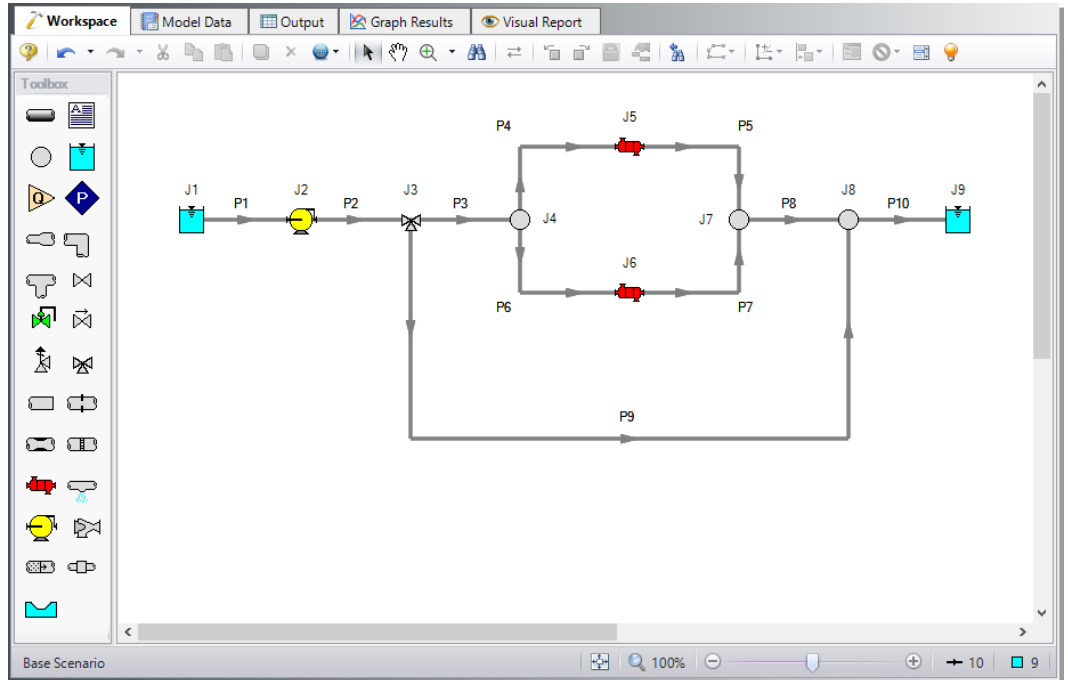 Workspace Model Data Output Graph Results Visual Report
Toolbox
A
Q P
P4 J5 P5
J1 P1 J2 P2 J3 P3 J4 J7 P8 J8 P10 J9
J6
P6 P7
P9
Base Scenario 100% 10 9